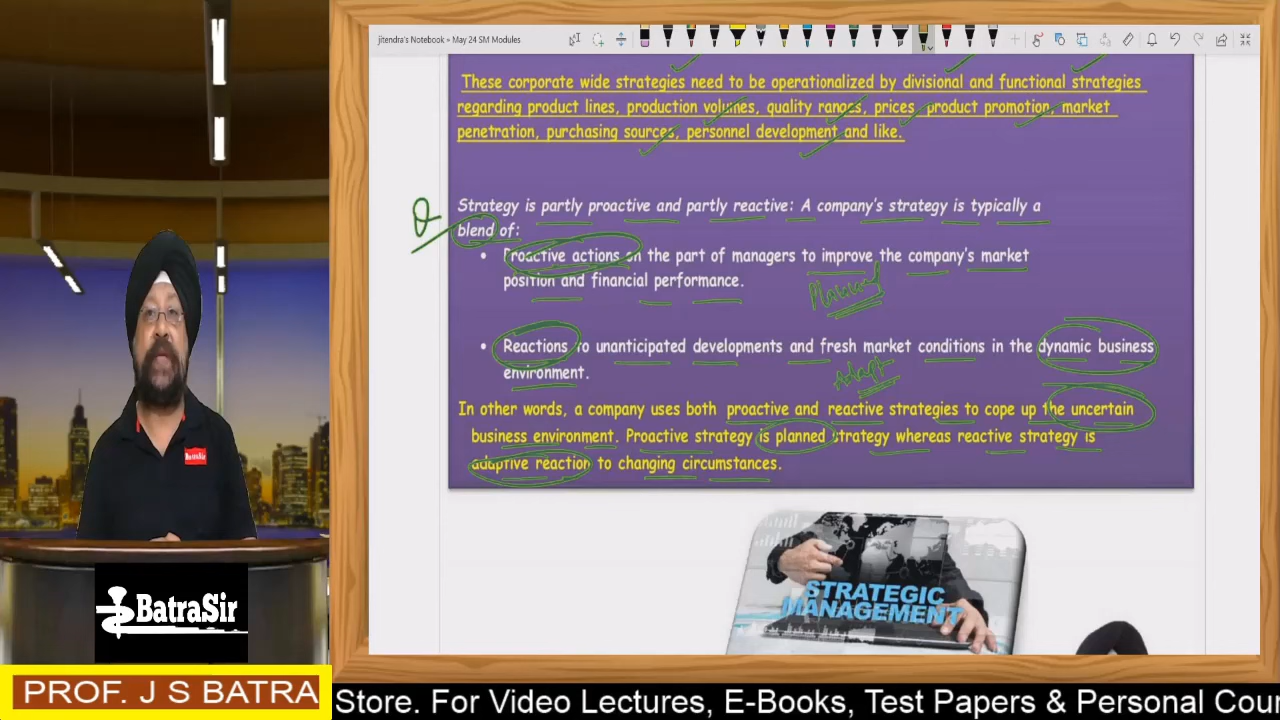 jitendra's Notebook » May 24 SM Modules
These corporate wide strategies need to be operationalized by divisional and functional strategies
regarding product lines, production volumes, quality ranges, prices product promotion, market
penetration, purchasing sources, personnel development and like.
Strategy is partly proactive and partly reactive: A company's strategy is typically a
blend of:
• Proactive actions on the part of managers to improve the company's market
position and financial performance.
Planned
• Reactions to unanticipated developments and fresh market conditions in the dynamic business
environment.
Adapt
In other words, a company uses both proactive and reactive strategies to cope up the uncertain
business environment. Proactive strategy is planned strategy whereas reactive strategy is
adaptive reaction to changing circumstances.
STRATEGIC
MANAGEMENT
BatraSir
BatraSir
PROF. J S BATRA
Store. For Video Lectures, E-Books, Test Papers & Personal Cour